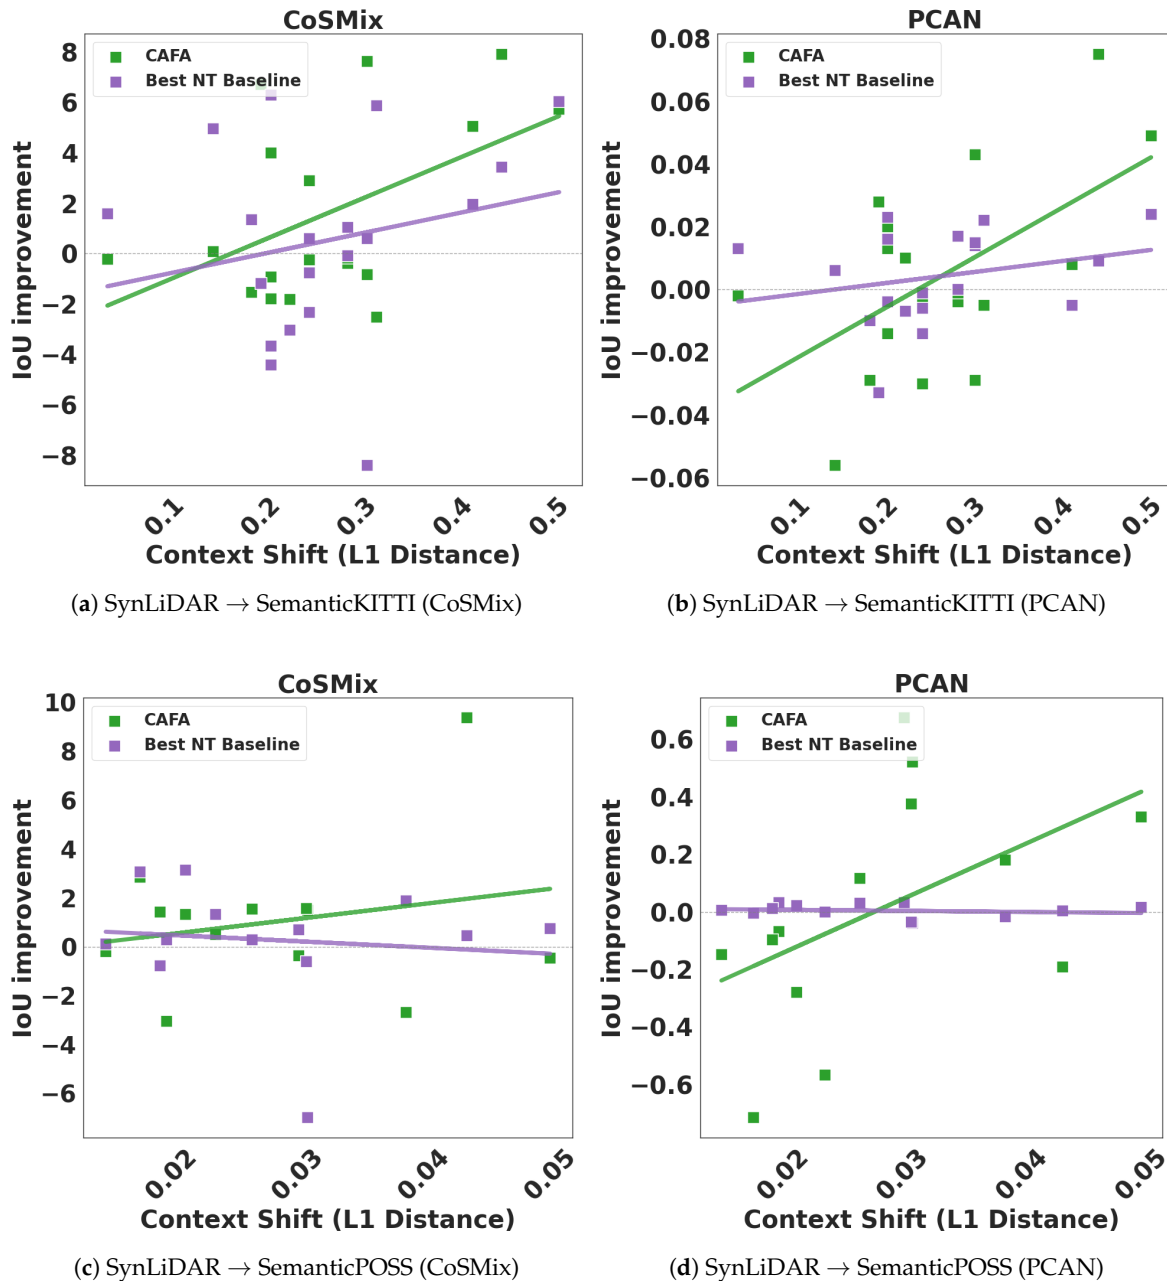 CoSMix
8
6
4
2
0
−2
−4
−6
−8
IoU improvement
CAFA
Best NT Baseline
0.1
0.2
0.3
0.4
0.5
Context Shift (L1 Distance)
(a) SynLiDAR → SemanticKITTI (CoSMix)
PCAN
0.08
0.06
0.04
0.02
0.00
−0.02
−0.04
−0.06
IoU improvement
CAFA
Best NT Baseline
0.1
0.2
0.3
0.4
0.5
Context Shift (L1 Distance)
(b) SynLiDAR → SemanticKITTI (PCAN)
CoSMix
10
8
6
4
2
0
−2
−4
−6
IoU improvement
CAFA
Best NT Baseline
0.02
0.03
0.04
0.05
Context Shift (L1 Distance)
(c) SynLiDAR → SemanticPOSS (CoSMix)
PCAN
0.6
0.4
0.2
0.0
−0.2
−0.4
−0.6
IoU improvement
CAFA
Best NT Baseline
0.02
0.03
0.04
0.05
Context Shift (L1 Distance)
(d) SynLiDAR → SemanticPOSS (PCAN)